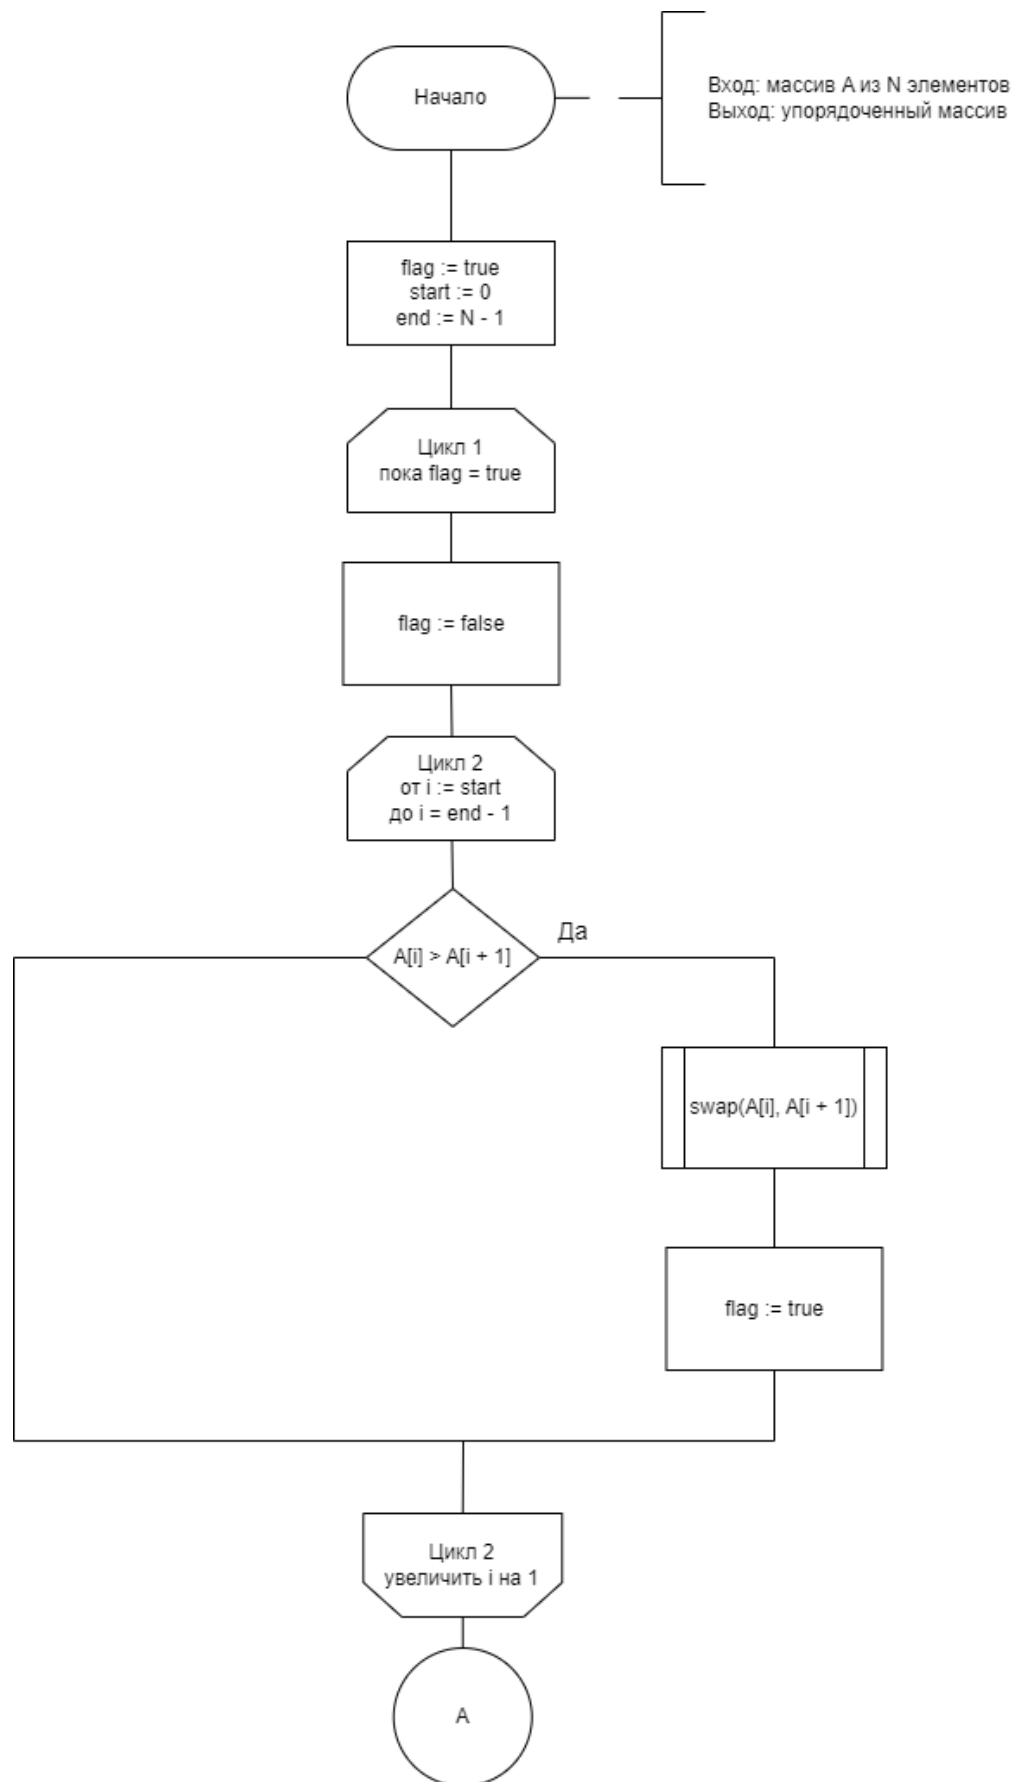 Начало
Вход: массив A из N элементов
Выход: упорядоченный массив
flag := true
start := 0
end := N - 1
Цикл 1
пока flag = true
flag := false
Цикл 2
от i := start
до i = end - 1
A[i] > A[i + 1]
Да
swap(A[i], A[i + 1])
flag := true
Цикл 2
увеличить i на 1
A